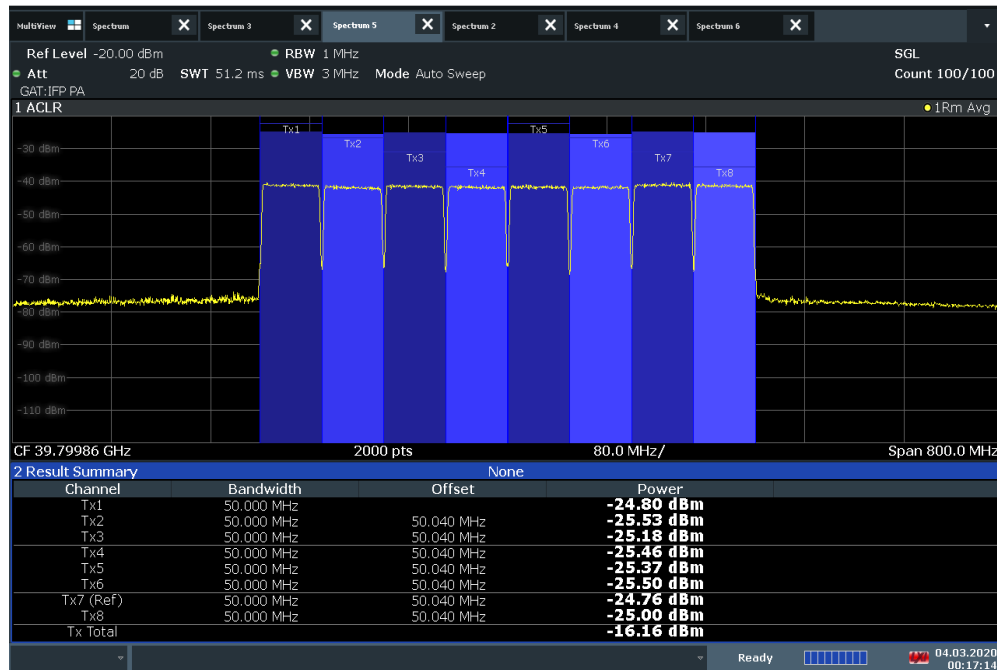 MultiView Spectrum X Spectrum 3 X Spectrum 5 X Spectrum 2 X Spectrum 4 X Spectrum 6 X
Ref Level -20.00 dBm RBW 1 MHz SGL
Att 20 dB SWT 51.2 ms VBW 3 MHz Mode Auto Sweep Count 100/100
GAT:IFP PA
1 ACLR 1Rm Avg
Tx1 Tx5
Tx2 Tx6
-30 dBm
Tx3 Tx7
Tx4 Tx8
-40 dBm
-50 dBm
-60 dBm
-70 dBm
-80 dBm
-90 dBm
-100 dBm
-110 dBm
CF 39.79986 GHz 2000 pts 80.0 MHz/ Span 800.0 MHz
2 Result Summary None
Channel Bandwidth Offset Power
Tx1 50.000 MHz -24.80 dBm
Tx2 50.000 MHz 50.040 MHz -25.53 dBm
Tx3 50.000 MHz 50.040 MHz -25.18 dBm
Tx4 50.000 MHz 50.040 MHz -25.46 dBm
Tx5 50.000 MHz 50.040 MHz -25.37 dBm
Tx6 50.000 MHz 50.040 MHz -25.50 dBm
Tx7 (Ref) 50.000 MHz 50.040 MHz -24.76 dBm
Tx8 50.000 MHz 50.040 MHz -25.00 dBm
Tx Total -16.16 dBm
Ready 04.03.2020
00:17:14